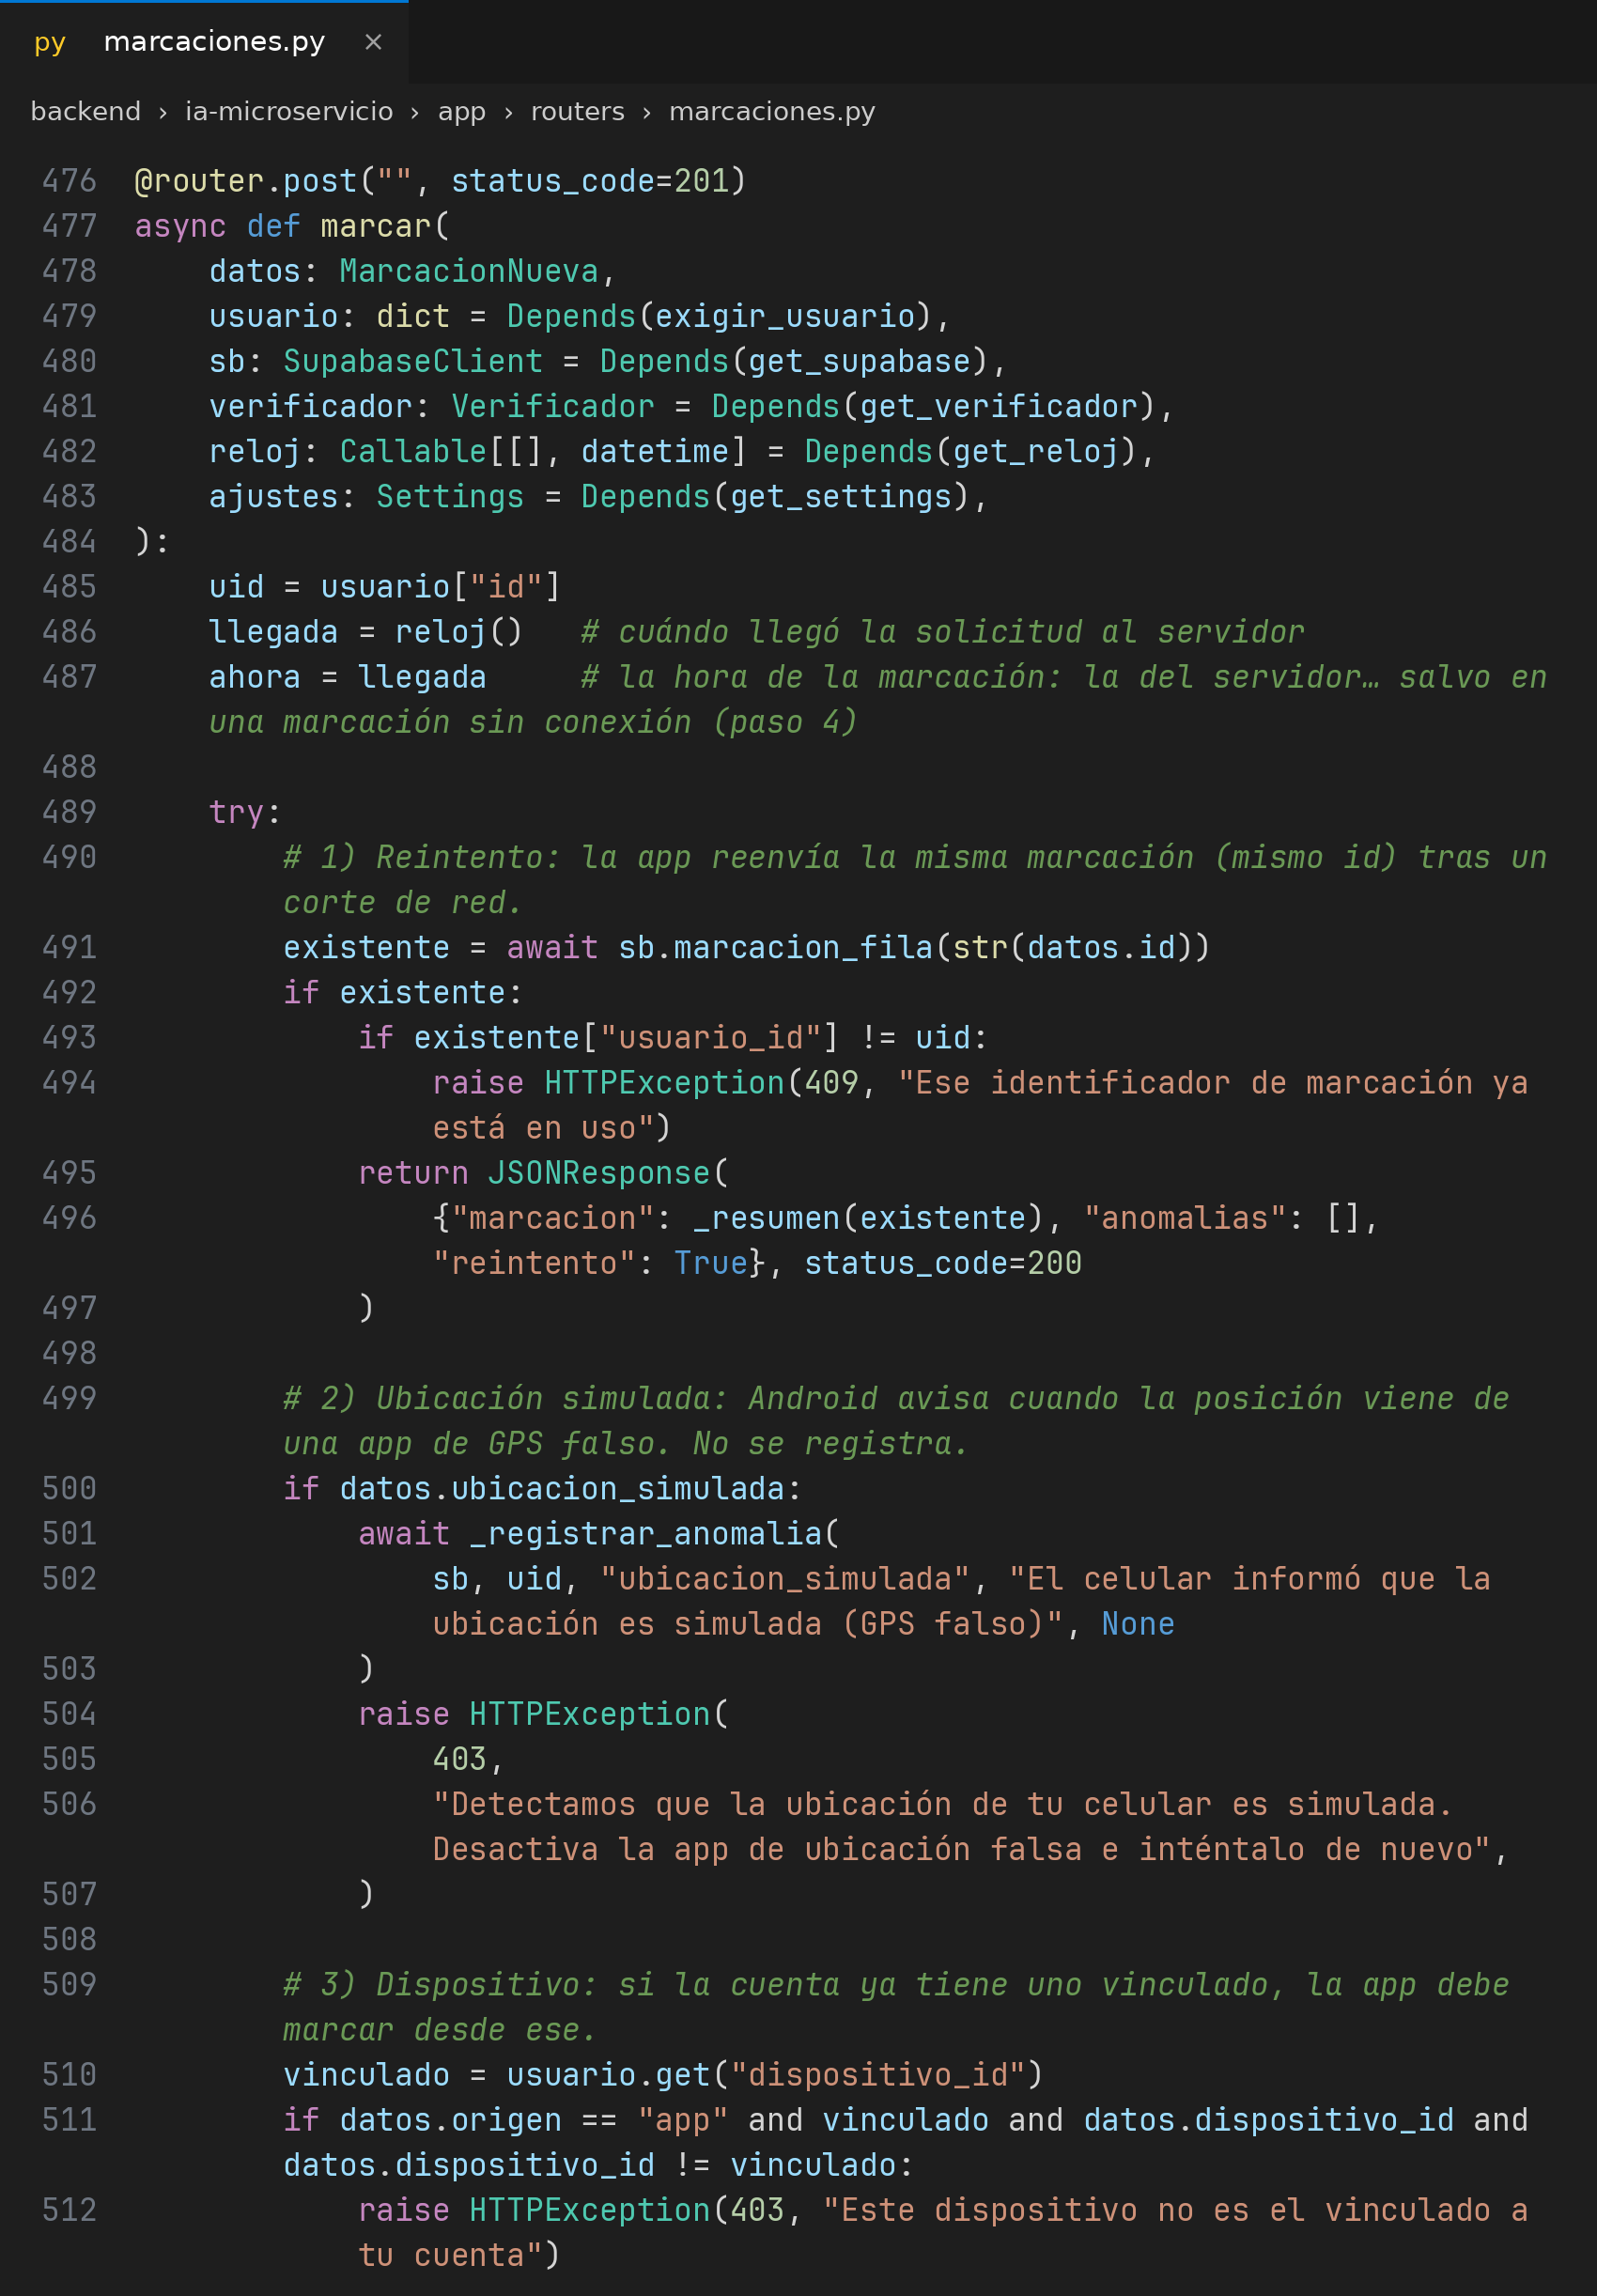 py marcaciones.py ×
backend › ia-microservicio › app › routers › marcaciones.py
476 @router.post("", status_code=201)
477 async def marcar(
478     datos: MarcacionNueva,
479     usuario: dict = Depends(exigir_usuario),
480     sb: SupabaseClient = Depends(get_supabase),
481     verificador: Verificador = Depends(get_verificador),
482     reloj: Callable[[], datetime] = Depends(get_reloj),
483     ajustes: Settings = Depends(get_settings),
484 ):
485     uid = usuario["id"]
486     llegada = reloj()   # cuándo llegó la solicitud al servidor
487     ahora = llegada     # la hora de la marcación: la del servidor… salvo en
    una marcación sin conexión (paso 4)
488
489     try:
490         # 1) Reintento: la app reenvía la misma marcación (mismo id) tras un
        corte de red.
491         existente = await sb.marcacion_fila(str(datos.id))
492         if existente:
493             if existente["usuario_id"] != uid:
494                 raise HTTPException(409, "Ese identificador de marcación ya
                está en uso")
495             return JSONResponse(
496                 {"marcacion": _resumen(existente), "anomalias": [],
                "reintento": True}, status_code=200
497             )
498
499         # 2) Ubicación simulada: Android avisa cuando la posición viene de
        una app de GPS falso. No se registra.
500         if datos.ubicacion_simulada:
501             await _registrar_anomalia(
502                 sb, uid, "ubicacion_simulada", "El celular informó que la
                ubicación es simulada (GPS falso)", None
503             )
504             raise HTTPException(
505                 403,
506                 "Detectamos que la ubicación de tu celular es simulada.
                Desactiva la app de ubicación falsa e inténtalo de nuevo",
507             )
508
509         # 3) Dispositivo: si la cuenta ya tiene uno vinculado, la app debe
        marcar desde ese.
510         vinculado = usuario.get("dispositivo_id")
511         if datos.origen == "app" and vinculado and datos.dispositivo_id and
        datos.dispositivo_id != vinculado:
512             raise HTTPException(403, "Este dispositivo no es el vinculado a
            tu cuenta")